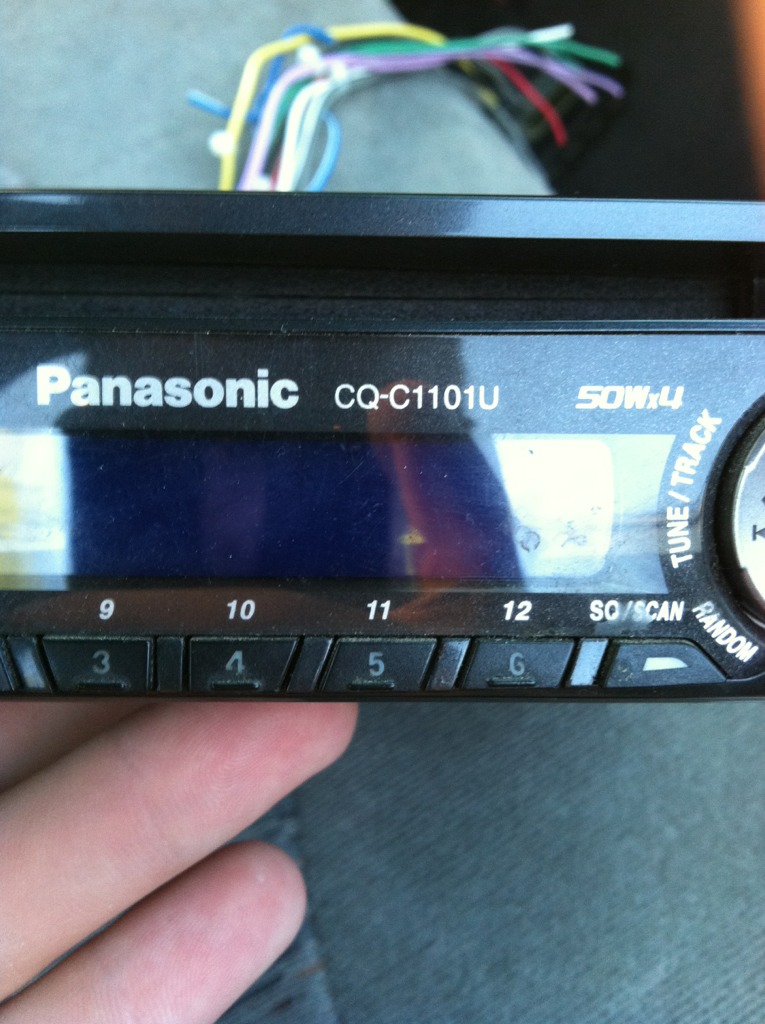 Panasonic CQ-C1101U 50Wx4
TUNE / TRACK
9 10 11 12 SQ/SCAN
RANDOM
3 4 5 6